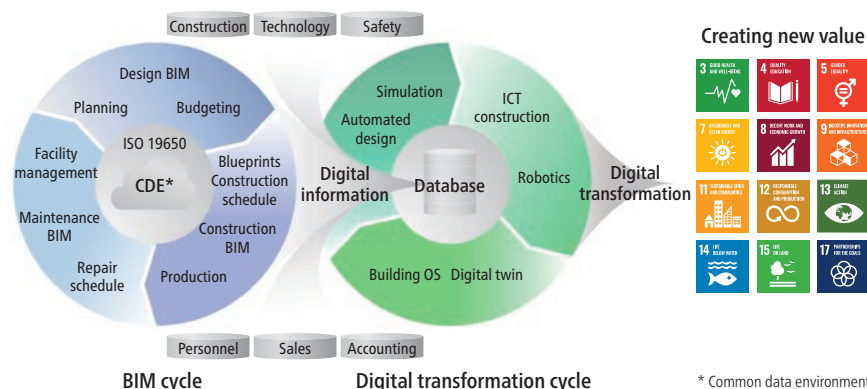 Construction Technology Safety
Creating new value
Design BIM
Planning Budgeting
ISO 19650
CDE*
Facility
management
Blueprints
Construction
schedule
Maintenance
BIM
Construction
BIM
Repair
schedule
Production
Digital
information
Simulation
Automated
design
ICT
construction
Database
Robotics
Building OS Digital twin
Digital
transformation
3 GOOD HEALTH
AND WELL-BEING
4 QUALITY
EDUCATION
5 GENDER
EQUALITY
7 AFFORDABLE AND
CLEAN ENERGY
8 DECENT WORK AND
ECONOMIC GROWTH
9 INDUSTRY, INNOVATION
AND INFRASTRUCTURE
11 SUSTAINABLE CITIES
AND COMMUNITIES
12 RESPONSIBLE
CONSUMPTION
AND PRODUCTION
13 CLIMATE
ACTION
14 LIFE
BELOW WATER
15 LIFE
ON LAND
17 PARTNERSHIPS
FOR THE GOALS
Personnel Sales Accounting
BIM cycle
Digital transformation cycle
* Common data environment